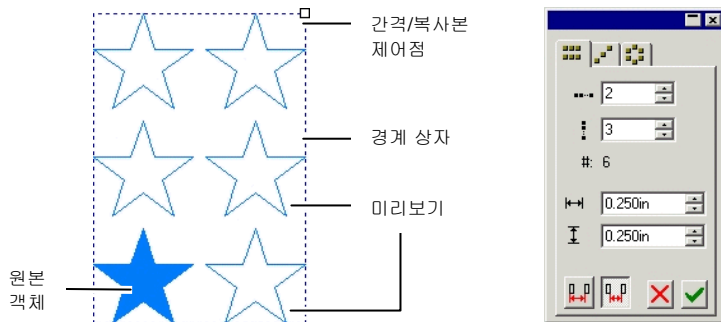 간격/복사본
제어점
경계 상자
미리보기
원본
객체
2
3
#: 6
0.250in
0.250in